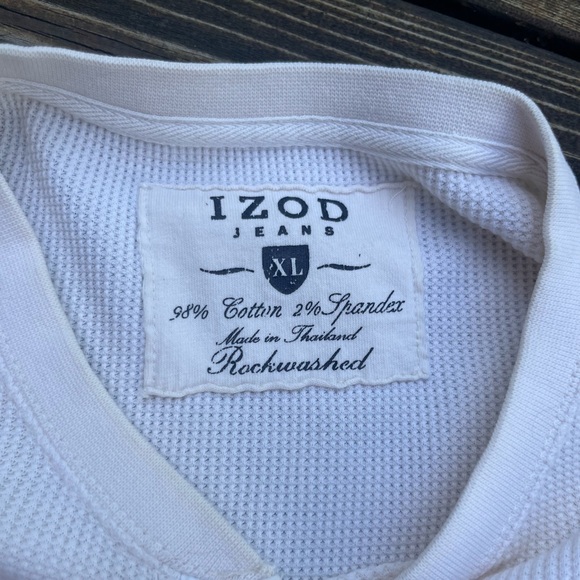 IZOD
JEANS
XL
98% Cotton 2% Spandex
Made in Thailand
Rockwashed